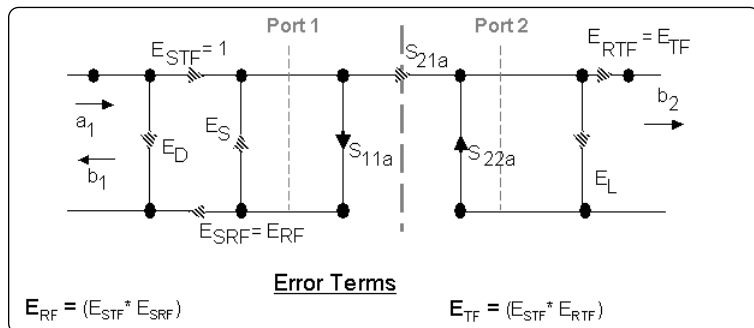 Port 1
Port 2
E_STF = 1
S_21a
E_RTF = E_TF
a_1
b_1
b_2
E_D
E_S
S_11a
S_22a
E_L
E_SRF = E_RF
Error Terms
E_RF = (E_STF * E_SRF)
E_TF = (E_STF * E_RTF)